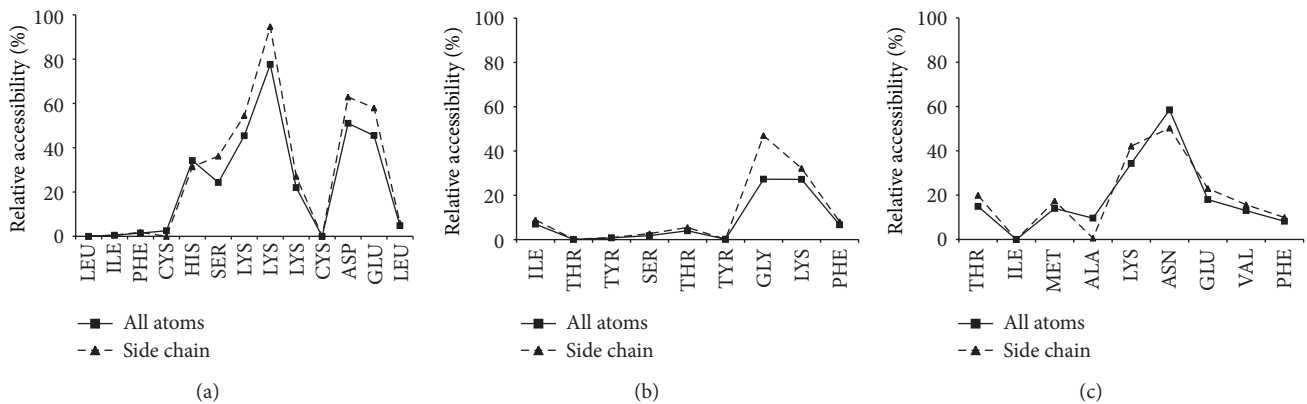 Relative accessibility (%)
100
80
60
40
20
0
LEU
ILE
PHE
CYS
HIS
SER
LYS
LYS
LYS
CYS
ASP
GLU
LEU
All atoms
Side chain
(a)
Relative accessibility (%)
100
80
60
40
20
0
ILE
THR
TYR
SER
THR
TYR
GLY
LYS
PHE
All atoms
Side chain
(b)
Relative accessibility (%)
100
80
60
40
20
0
THR
ILE
MET
ALA
LYS
ASN
GLU
VAL
PHE
All atoms
Side chain
(c)